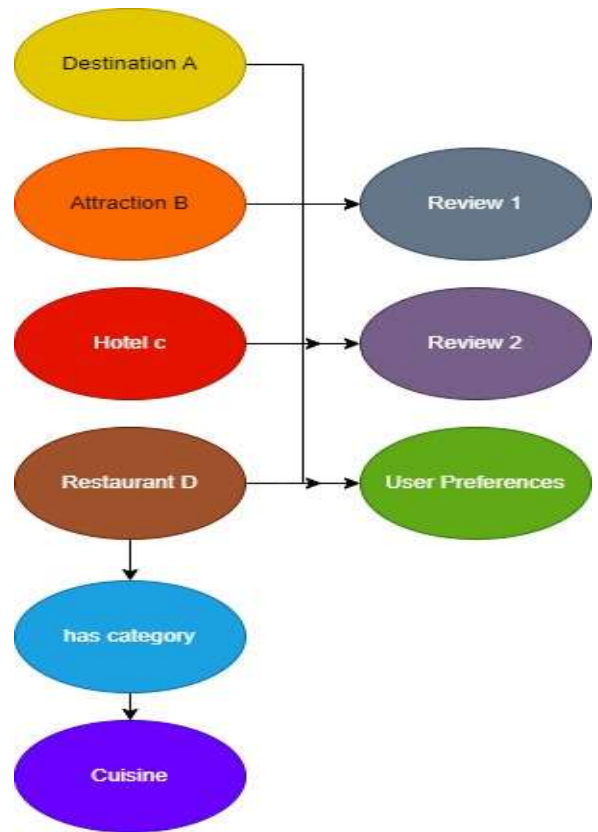 Destination A
Attraction B
Review 1
Hotel c
Review 2
Restaurant D
User Preferences
has category
Cuisine